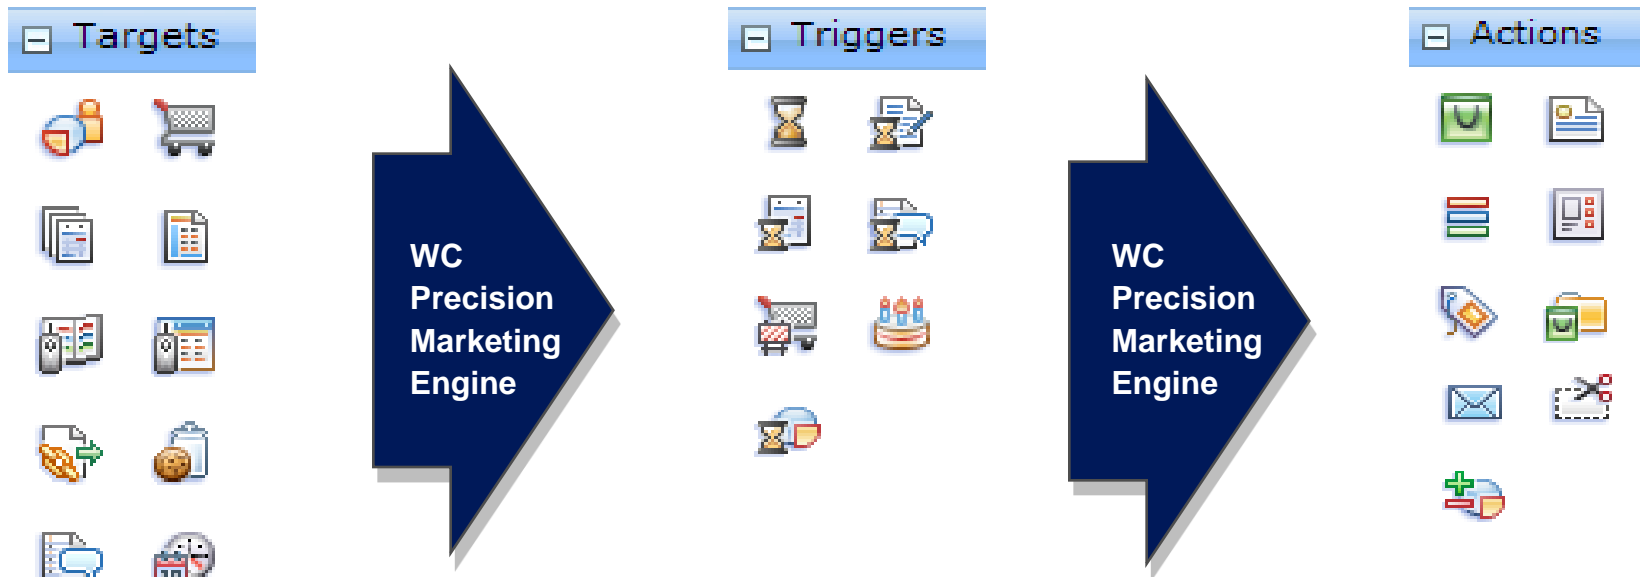 Targets
Triggers
Actions
WC
Precision
Marketing
Engine
WC
Precision
Marketing
Engine